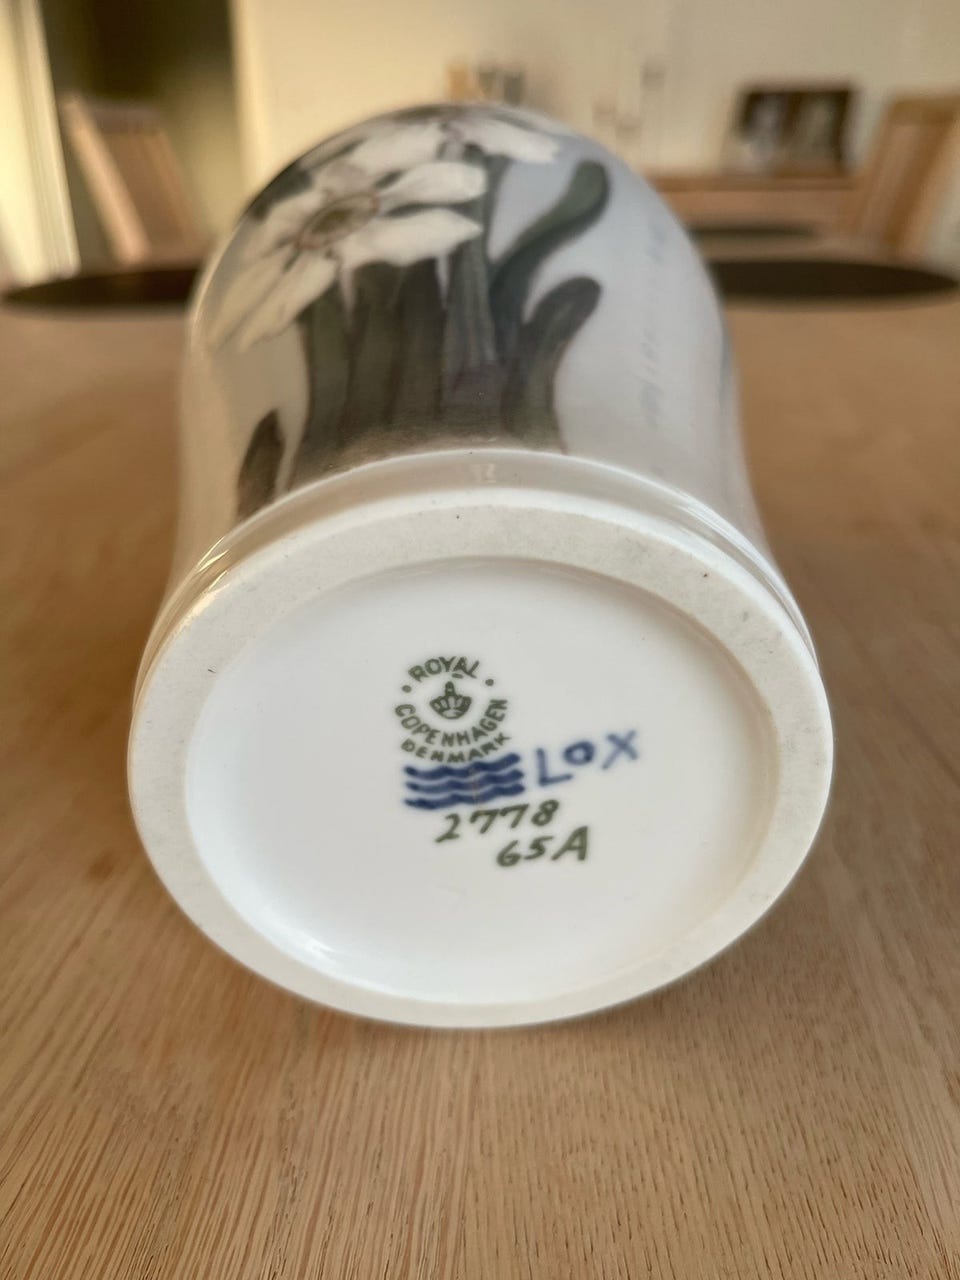 ROYAL
COPENHAGEN
DENMARK
LOX
2778
65A